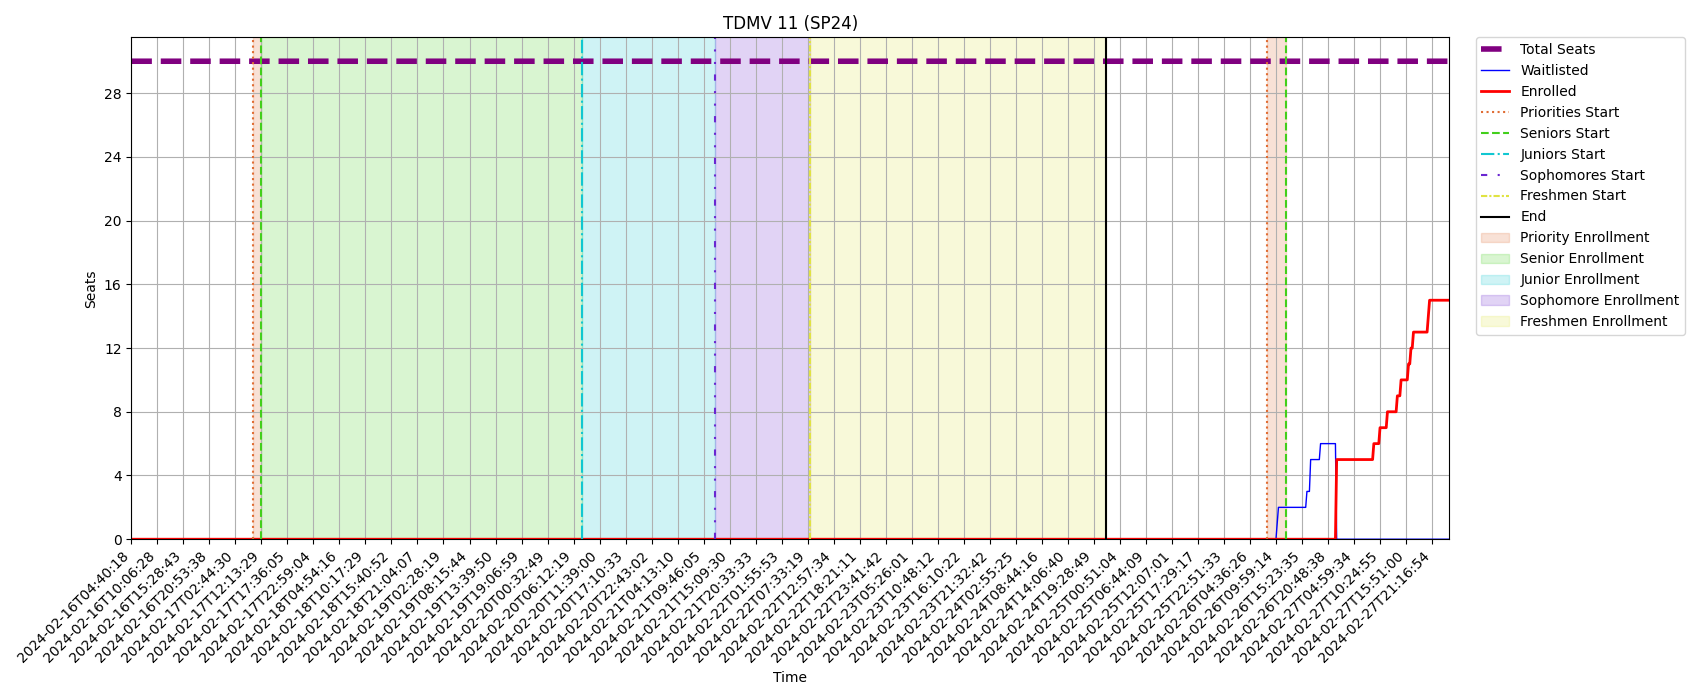 TDMV 11 (SP24)
Seats
28
24
20
16
12
8
4
0
2024-02-16T04:40:18
2024-02-16T10:06:28
2024-02-16T15:28:43
2024-02-16T20:53:38
2024-02-17T02:44:30
2024-02-17T12:13:29
2024-02-17T17:36:05
2024-02-17T22:59:04
2024-02-18T04:54:16
2024-02-18T10:17:29
2024-02-18T15:40:52
2024-02-18T21:04:07
2024-02-19T02:28:19
2024-02-19T08:15:44
2024-02-19T13:39:50
2024-02-19T19:06:59
2024-02-20T00:32:49
2024-02-20T06:12:19
2024-02-20T11:39:00
2024-02-20T17:10:33
2024-02-20T22:43:02
2024-02-21T04:13:10
2024-02-21T09:46:05
2024-02-21T15:09:30
2024-02-21T20:33:33
2024-02-22T01:55:53
2024-02-22T07:33:19
2024-02-22T12:57:34
2024-02-22T18:21:11
2024-02-22T23:41:42
2024-02-23T05:26:01
2024-02-23T10:48:12
2024-02-23T16:10:22
2024-02-23T21:32:42
2024-02-24T02:55:25
2024-02-24T08:44:16
2024-02-24T14:06:40
2024-02-24T19:28:49
2024-02-25T00:51:04
2024-02-25T06:44:09
2024-02-25T12:07:01
2024-02-25T17:29:17
2024-02-25T22:51:33
2024-02-26T04:36:26
2024-02-26T09:59:14
2024-02-26T15:23:35
2024-02-26T20:48:38
2024-02-27T04:59:34
2024-02-27T10:24:55
2024-02-27T15:51:00
2024-02-27T21:16:54
Time
Total Seats
Waitlisted
Enrolled
Priorities Start
Seniors Start
Juniors Start
Sophomores Start
Freshmen Start
End
Priority Enrollment
Senior Enrollment
Junior Enrollment
Sophomore Enrollment
Freshmen Enrollment